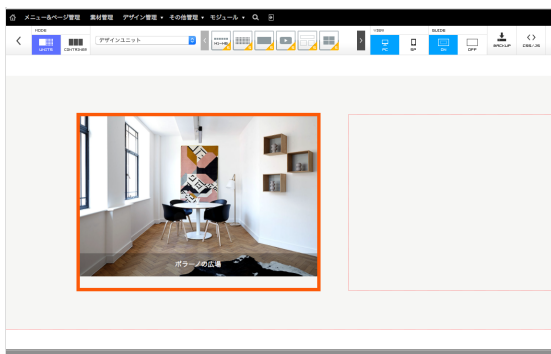 メニュー&ページ管理 素材管理 デザイン管理 ▾ その他管理 ▾ モジュール ▾
MODE VIEW GUIDE
UNITS CONTAINER デザインユニット H1~H6 PC SP ON OFF BACKUP CSS/JS
ポラーノの広場